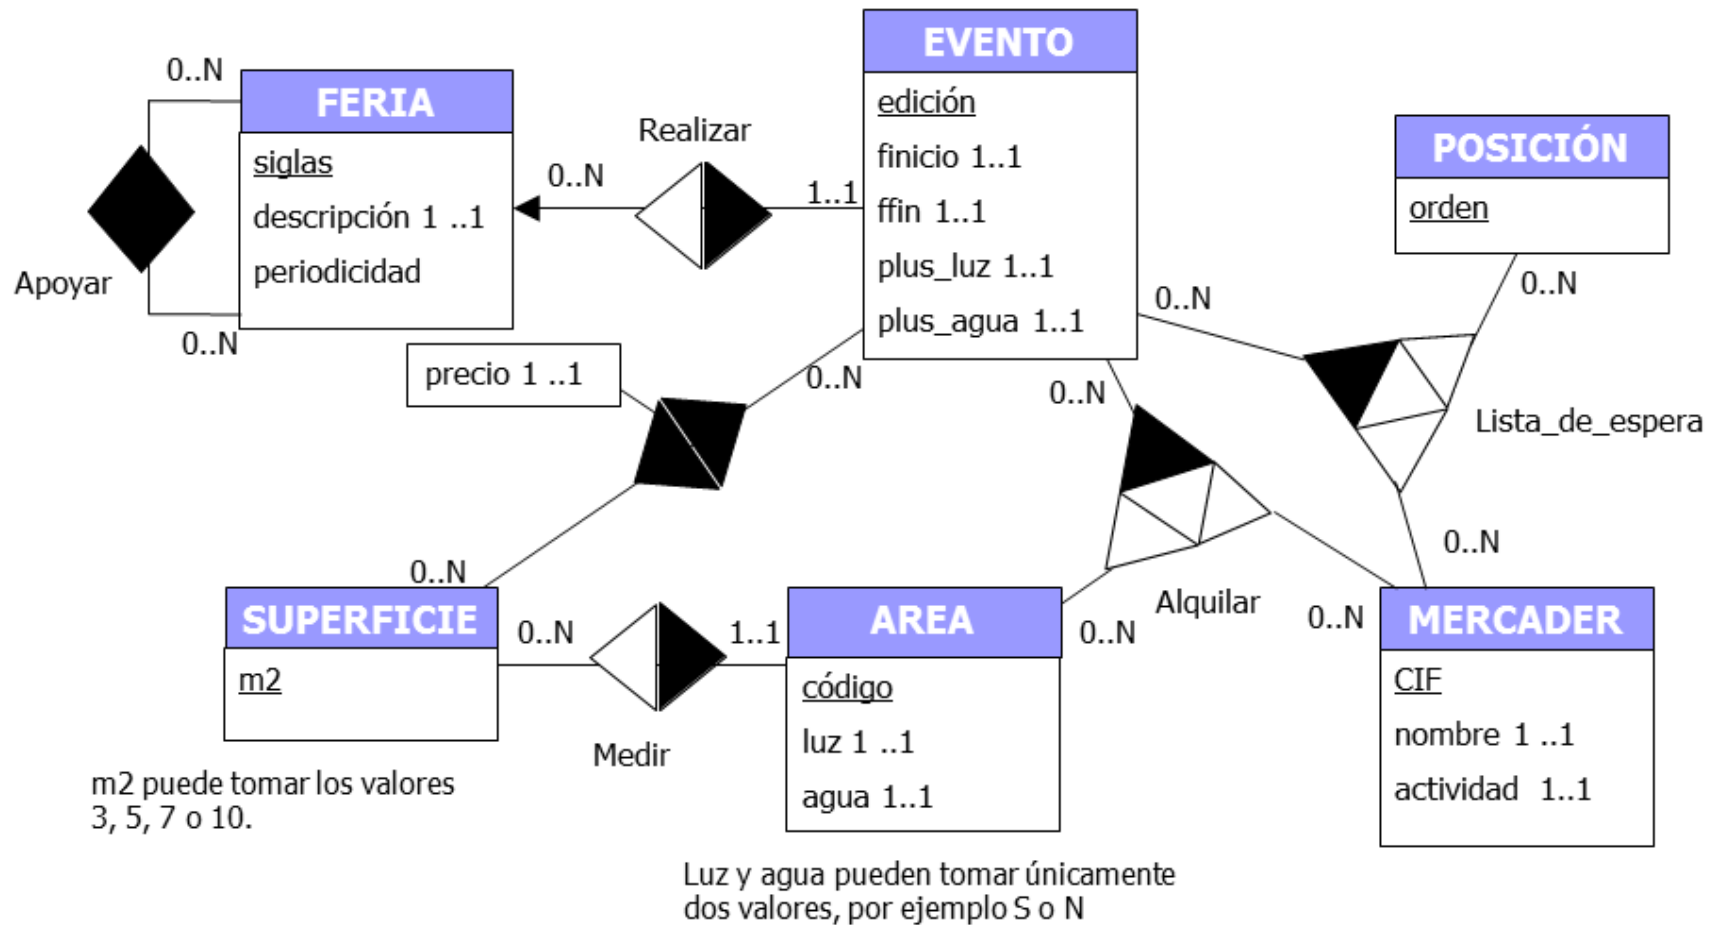 EVENTO
edición
finicio 1..1
ffin 1..1
plus_luz 1..1
plus_agua 1..1
0..N
FERIA
siglas
descripción 1 ..1
periodicidad
Apoyar
0..N
Realizar
0..N
1..1
POSICIÓN
orden
0..N
0..N
Lista_de_espera
0..N
precio 1 ..1
0..N
0..N
0..N
Alquilar
0..N
0..N
SUPERFICIE
m2
0..N
1..1
Medir
AREA
código
luz 1 ..1
agua 1..1
MERCADER
CIF
nombre 1 ..1
actividad 1..1
m2 puede tomar los valores
3, 5, 7 o 10.
Luz y agua pueden tomar únicamente
dos valores, por ejemplo S o N